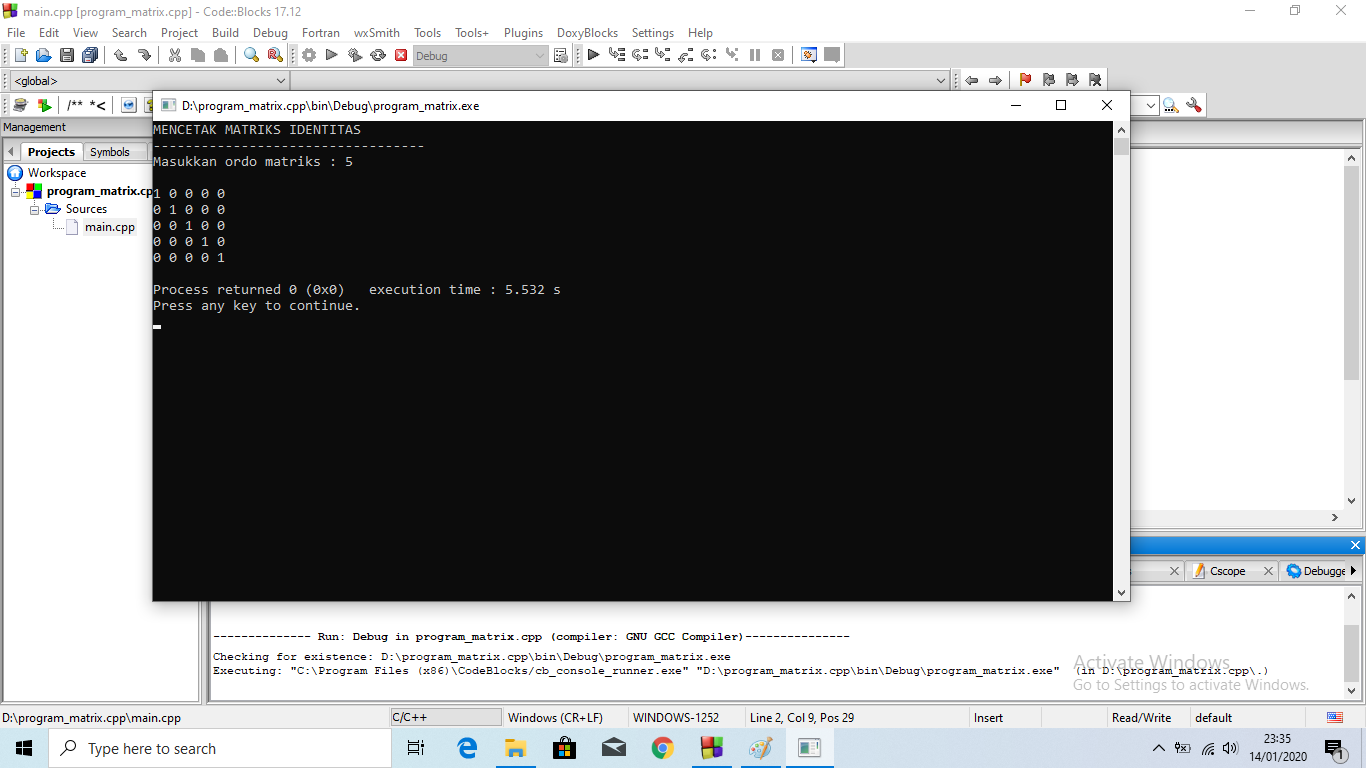 main.cpp [program_matrix.cpp] - Code::Blocks 17.12
File Edit View Search Project Build Debug Fortran wxSmith Tools Tools+ Plugins DoxyBlocks Settings Help
Debug
<global>
/** *<
D:\program_matrix.cpp\bin\Debug\program_matrix.exe
Management
Projects Symbols
Workspace
program_matrix.cp
Sources
main.cpp
MENCETAK MATRIKS IDENTITAS
----------------------------------
Masukkan ordo matriks : 5
1 0 0 0 0
0 1 0 0 0
0 0 1 0 0
0 0 0 1 0
0 0 0 0 1
Process returned 0 (0x0)   execution time : 5.532 s
Press any key to continue.
Cscope Debugge
-------------- Run: Debug in program_matrix.cpp (compiler: GNU GCC Compiler)---------------
Checking for existence: D:\program_matrix.cpp\bin\Debug\program_matrix.exe
Executing: "C:\Program Files (x86)\CodeBlocks/cb_console_runner.exe" "D:\program_matrix.cpp\bin\Debug\program_matrix.exe"  (in D:\program_matrix.cpp\.)
Activate Windows
Go to Settings to activate Windows.
D:\program_matrix.cpp\main.cpp C/C++ Windows (CR+LF) WINDOWS-1252 Line 2, Col 9, Pos 29 Insert Read/Write default
Type here to search
23:35
14/01/2020
1